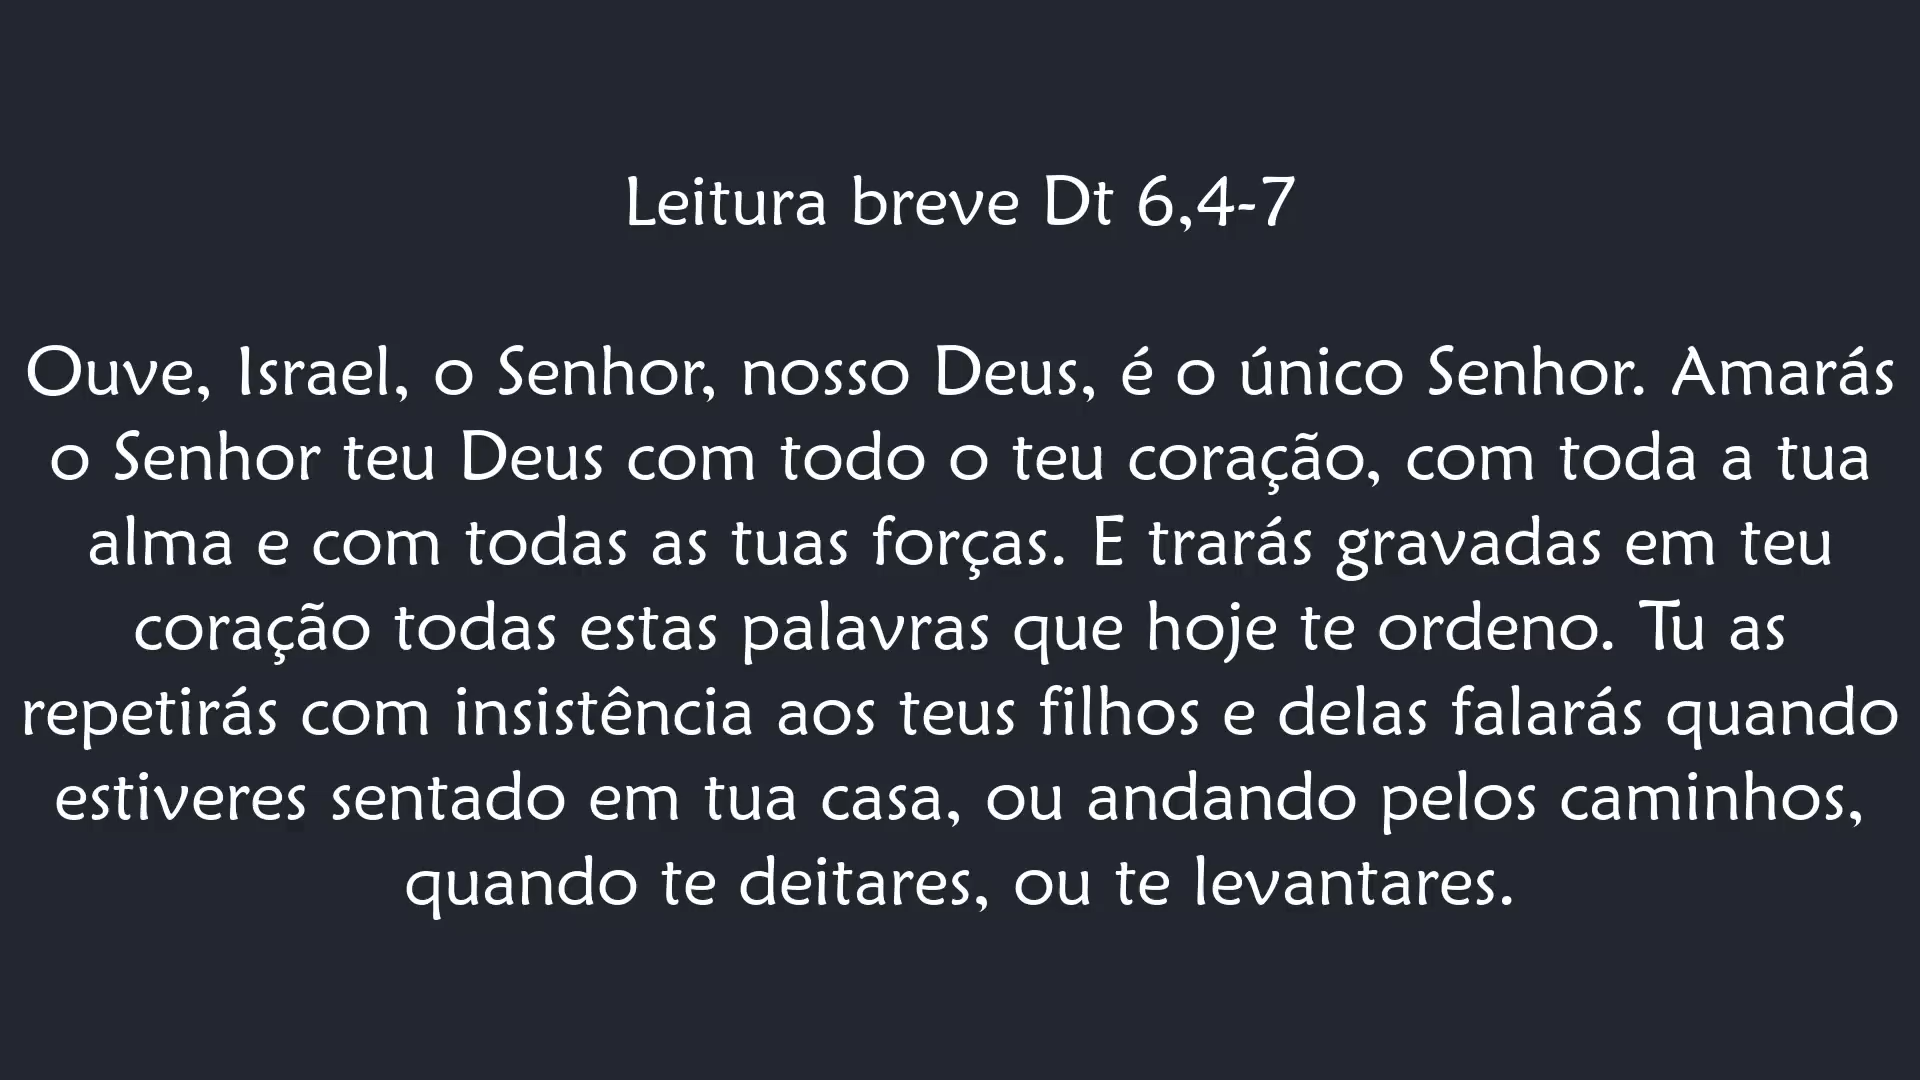 Leitura breve Dt 6,4-7
Ouve, Israel, o Senhor, nosso Deus, é o único Senhor. Amarás
o Senhor teu Deus com todo o teu coração, com toda a tua
alma e com todas as tuas forças. E trarás gravadas em teu
coração todas estas palavras que hoje te ordeno. Tu as
repetirás com insistência aos teus filhos e delas falarás quando
estiveres sentado em tua casa, ou andando pelos caminhos,
quando te deitares, ou te levantares.